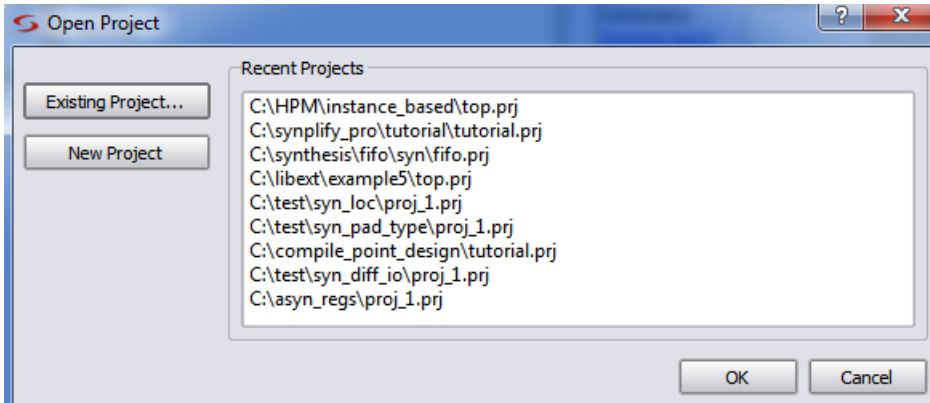 Open Project
?
X
Existing Project...
New Project
Recent Projects
C:\HPM\instance_based\top.prj
C:\synplify_pro\tutorial\tutorial.prj
C:\synthesis\fifo\syn\fifo.prj
C:\libext\example5\top.prj
C:\test\syn_loc\proj_1.prj
C:\test\syn_pad_type\proj_1.prj
C:\compile_point_design\tutorial.prj
C:\test\syn_diff_io\proj_1.prj
C:\asyn_regs\proj_1.prj
OK
Cancel